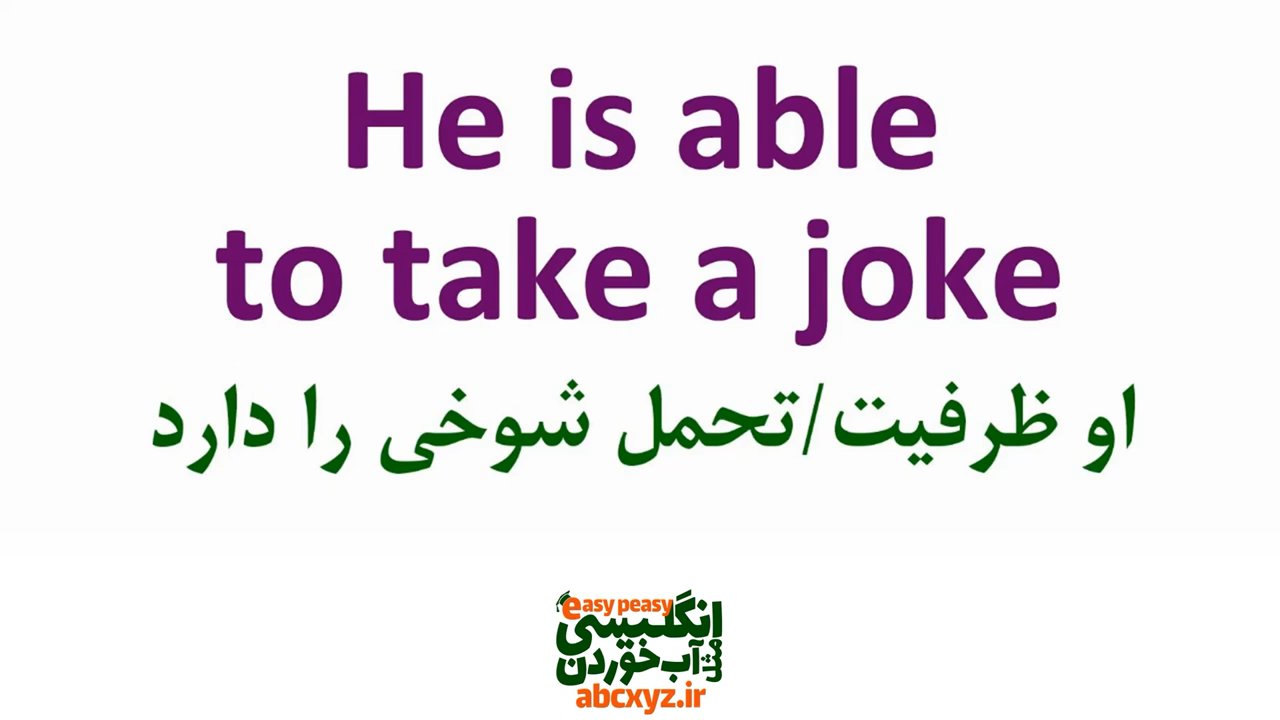 He is able
to take a joke
او ظرفیت/تحمل شوخی را دارد
easy peasy
انگلیسی
مثل آب خوردن
abcxyz.ir